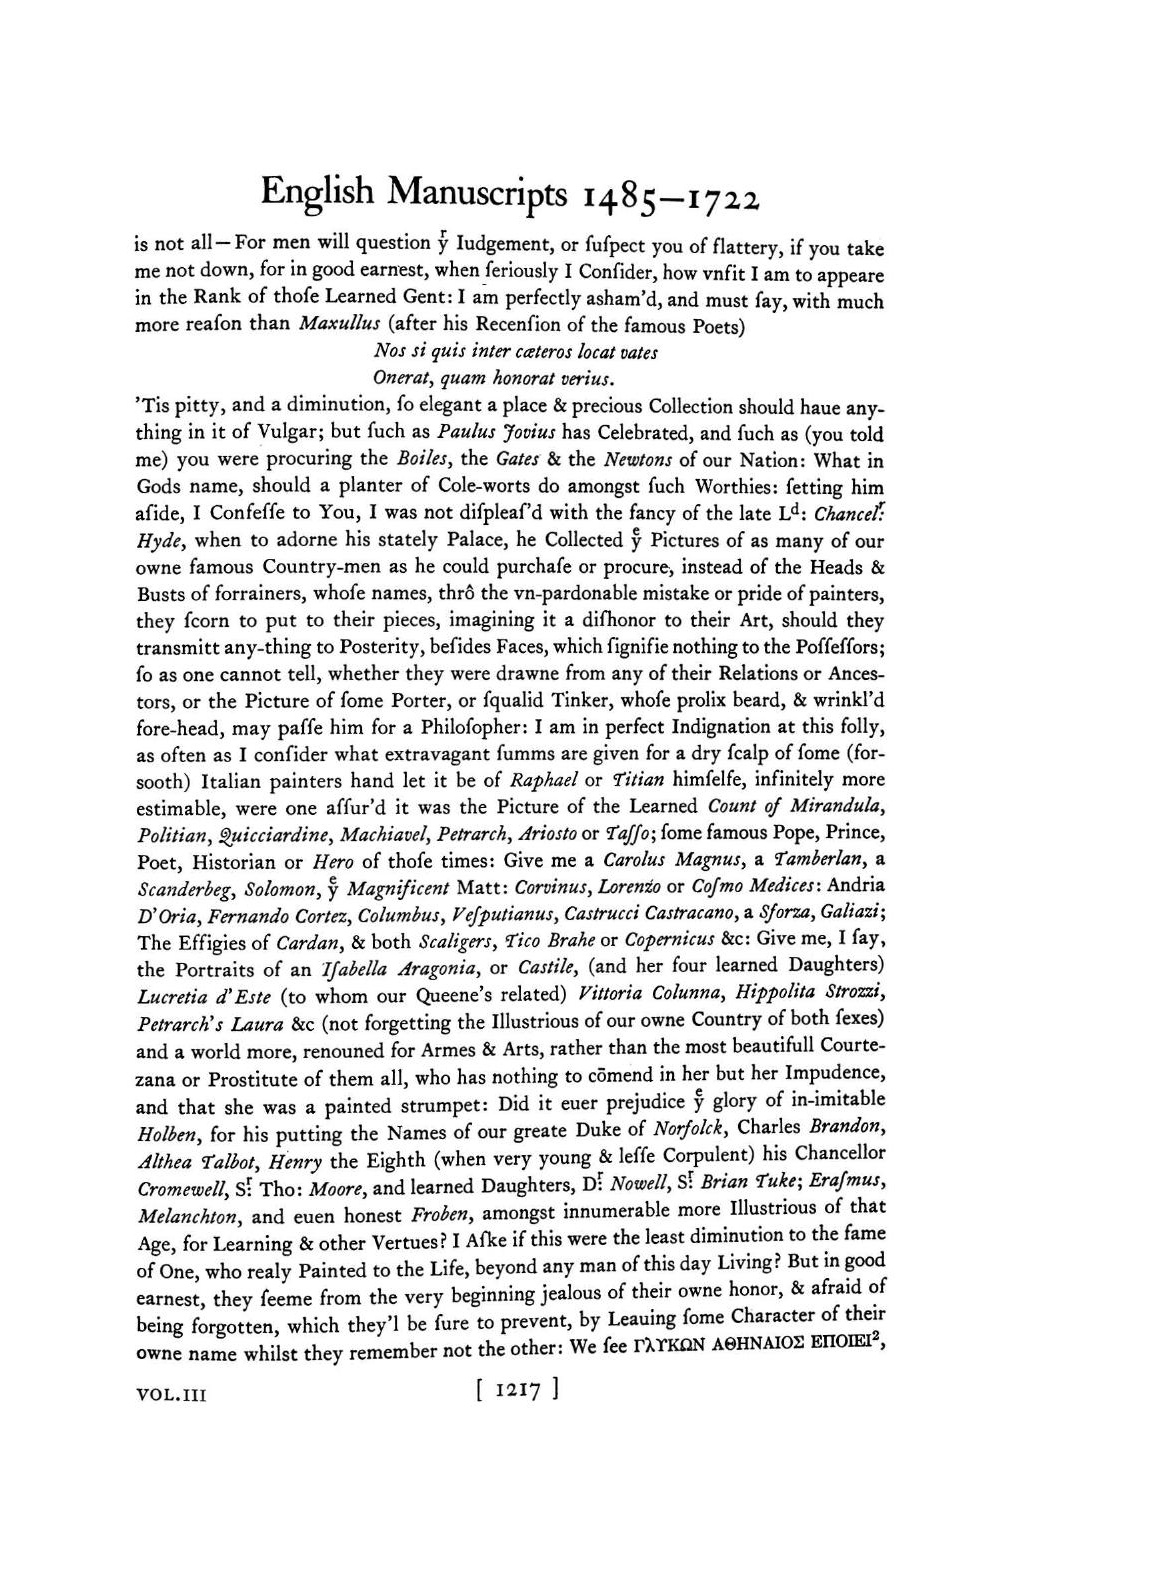 English Manuscripts 1485–1722
is not all—For men will question yʳ Iudgement, or ſuſpect you of flattery, if you take
me not down, for in good earnest, when ſeriously I Conſider, how vnfit I am to appeare
in the Rank of thoſe Learned Gent: I am perfectly asham'd, and must ſay, with much
more reaſon than Maxullus (after his Recenſion of the famous Poets)
Nos si quis inter cæteros locat vates
Onerat, quam honorat verius.
'Tis pitty, and a diminution, ſo elegant a place & precious Collection should haue any-
thing in it of Vulgar; but ſuch as Paulus Jovius has Celebrated, and ſuch as (you told
me) you were procuring the Boiles, the Gates & the Newtons of our Nation: What in
Gods name, should a planter of Cole-worts do amongst ſuch Worthies: ſetting him
aſide, I Confeſſe to You, I was not diſpleaſ'd with the fancy of the late Lᵈ: Chancelʳ:
Hyde, when to adorne his stately Palace, he Collected yᵉ Pictures of as many of our
owne famous Country-men as he could purchaſe or procure, instead of the Heads &
Busts of forrainers, whoſe names, thrô the vn-pardonable mistake or pride of painters,
they ſcorn to put to their pieces, imagining it a diſhonor to their Art, should they
transmitt any-thing to Posterity, beſides Faces, which ſignifie nothing to the Poſſeſſors;
ſo as one cannot tell, whether they were drawne from any of their Relations or Ances-
tors, or the Picture of ſome Porter, or ſqualid Tinker, whoſe prolix beard, & wrinkl'd
fore-head, may paſſe him for a Philoſopher: I am in perfect Indignation at this folly,
as often as I conſider what extravagant ſumms are given for a dry ſcalp of ſome (for-
sooth) Italian painters hand let it be of Raphael or Titian himſelfe, infinitely more
estimable, were one aſſur'd it was the Picture of the Learned Count of Mirandula,
Politian, Quicciardine, Machiavel, Petrarch, Ariosto or Taſſo; ſome famous Pope, Prince,
Poet, Historian or Hero of thoſe times: Give me a Carolus Magnus, a Tamberlan, a
Scanderbeg, Solomon, yᵉ Magnificent Matt: Corvinus, Lorenzo or Coſmo Medices: Andria
D'Oria, Fernando Cortez, Columbus, Veſputianus, Castrucci Castracano, a Sforza, Galiazi;
The Effigies of Cardan, & both Scaligers, Tico Brahe or Copernicus &c: Give me, I ſay,
the Portraits of an Iſabella Aragonia, or Castile, (and her four learned Daughters)
Lucretia d'Este (to whom our Queene's related) Vittoria Colunna, Hippolita Strozzi,
Petrarch's Laura &c (not forgetting the Illustrious of our owne Country of both ſexes)
and a world more, renouned for Armes & Arts, rather than the most beautifull Courte-
zana or Prostitute of them all, who has nothing to cōmend in her but her Impudence,
and that she was a painted strumpet: Did it euer prejudice yᵉ glory of in-imitable
Holben, for his putting the Names of our greate Duke of Norfolck, Charles Brandon,
Althea Talbot, Henry the Eighth (when very young & leſſe Corpulent) his Chancellor
Cromewell, Sʳ: Tho: Moore, and learned Daughters, Dʳ: Nowell, Sʳ: Brian Tuke; Eraſmus,
Melanchton, and euen honest Froben, amongst innumerable more Illustrious of that
Age, for Learning & other Vertues? I Aſke if this were the least diminution to the fame
of One, who realy Painted to the Life, beyond any man of this day Living? But in good
earnest, they ſeeme from the very beginning jealous of their owne honor, & afraid of
being forgotten, which they'l be ſure to prevent, by Leauing ſome Character of their
owne name whilst they remember not the other: We ſee ΓλΥΚΩΝ ΑΘΗΝΑΙΟΣ ΕΠΟΙΕΙ²,
VOL.III
[ 1217 ]